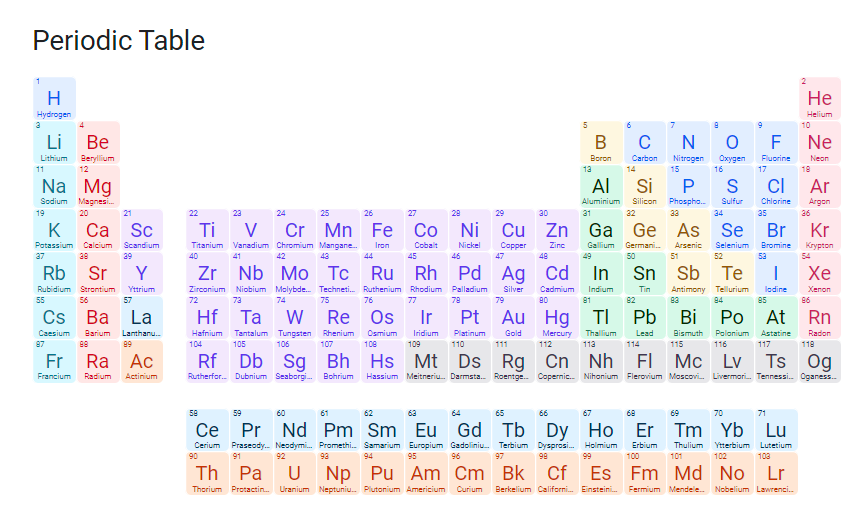 Periodic Table
1 2
H He
Hydrogen Helium
3 4 5 6 7 8 9 10
Li Be B C N O F Ne
Lithium Beryllium Boron Carbon Nitrogen Oxygen Fluorine Neon
11 12 13 14 15 16 17 18
Na Mg Al Si P S Cl Ar
Sodium Magnesi... Aluminium Silicon Phospho... Sulfur Chlorine Argon
19 20 21 22 23 24 25 26 27 28 29 30 31 32 33 34 35 36
K Ca Sc Ti V Cr Mn Fe Co Ni Cu Zn Ga Ge As Se Br Kr
Potassium Calcium Scandium Titanium Vanadium Chromium Mangane... Iron Cobalt Nickel Copper Zinc Gallium Germani... Arsenic Selenium Bromine Krypton
37 38 39 40 41 42 43 44 45 46 47 48 49 50 51 52 53 54
Rb Sr Y Zr Nb Mo Tc Ru Rh Pd Ag Cd In Sn Sb Te I Xe
Rubidium Strontium Yttrium Zirconium Niobium Molybde... Techneti... Ruthenium Rhodium Palladium Silver Cadmium Indium Tin Antimony Tellurium Iodine Xenon
55 56 57 72 73 74 75 76 77 78 79 80 81 82 83 84 85 86
Cs Ba La Hf Ta W Re Os Ir Pt Au Hg Tl Pb Bi Po At Rn
Caesium Barium Lanthanu... Hafnium Tantalum Tungsten Rhenium Osmium Iridium Platinum Gold Mercury Thallium Lead Bismuth Polonium Astatine Radon
87 88 89 104 105 106 107 108 109 110 111 112 113 114 115 116 117 118
Fr Ra Ac Rf Db Sg Bh Hs Mt Ds Rg Cn Nh Fl Mc Lv Ts Og
Francium Radium Actinium Rutherfor... Dubnium Seaborgi... Bohrium Hassium Meitneriu... Darmsta... Roentge... Copernic... Nihonium Flerovium Moscovi... Livermori... Tennessi... Oganess...
58 59 60 61 62 63 64 65 66 67 68 69 70 71
Ce Pr Nd Pm Sm Eu Gd Tb Dy Ho Er Tm Yb Lu
Cerium Praseody... Neodymi... Promethi... Samarium Europium Gadoliniu... Terbium Dysprosi... Holmium Erbium Thulium Ytterbium Lutetium
90 91 92 93 94 95 96 97 98 99 100 101 102 103
Th Pa U Np Pu Am Cm Bk Cf Es Fm Md No Lr
Thorium Protactin... Uranium Neptuniu... Plutonium Americium Curium Berkelium Californi... Einsteini... Fermium Mendele... Nobelium Lawrenci...